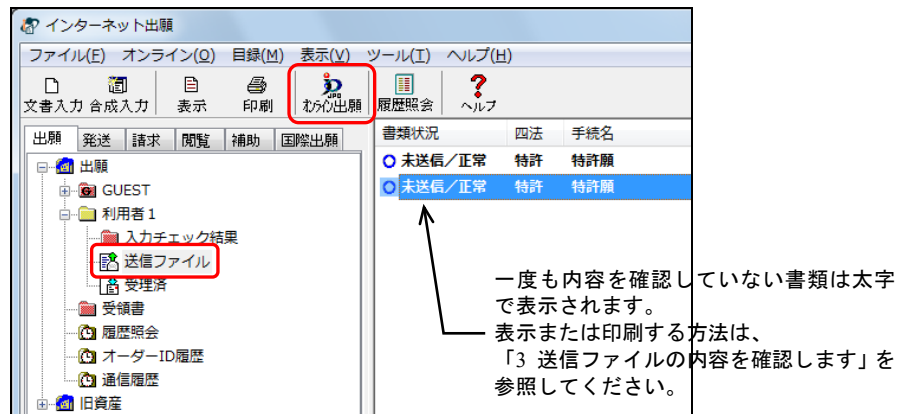 インターネット出願
ファイル(F) オンライン(O) 目録(M) 表示(V) ツール(T) ヘルプ(H)
文書入力 合成入力 表示 印刷 オンライン出願 履歴照会 ヘルプ
出願 発送 請求 閲覧 補助 国際出願
書類状況 四法 手続名
出願
未送信/正常 特許 特許願
GUEST
未送信/正常 特許 特許願
利用者1
入力チェック結果
送信ファイル
受理済
受領書
履歴照会
オーダーID履歴
通信履歴
旧資産
一度も内容を確認していない書類は太字
で表示されます。
表示または印刷する方法は、
「3 送信ファイルの内容を確認します」を
参照してください。